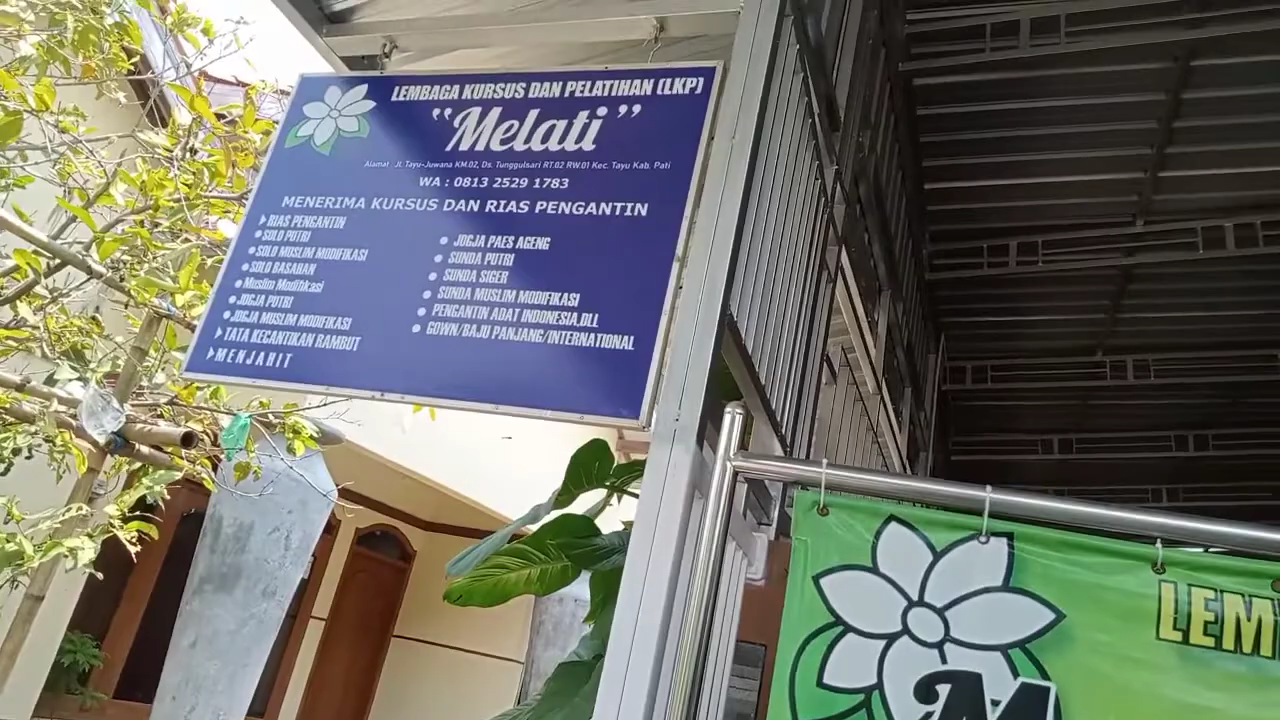 LEMBAGA KURSUS DAN PELATIHAN (LKP)
“Melati”
Alamat : Jl. Tayu-Juwana KM.02, Ds. Tunggulsari RT.02 RW.01 Kec. Tayu Kab. Pati
WA : 0813 2529 1783
MENERIMA KURSUS DAN RIAS PENGANTIN
RIAS PENGANTIN
SOLO PUTRI
SOLO MUSLIM MODIFIKASI
SOLO BASAHAN
Muslim Modifikasi
JOGJA PUTRI
JOGJA MUSLIM MODIFIKASI
TATA KECANTIKAN RAMBUT
MENJAHIT
JOGJA PAES AGENG
SUNDA PUTRI
SUNDA SIGER
SUNDA MUSLIM MODIFIKASI
PENGANTIN ADAT INDONESIA,DLL
GOWN/BAJU PANJANG/INTERNATIONAL
LEM
M